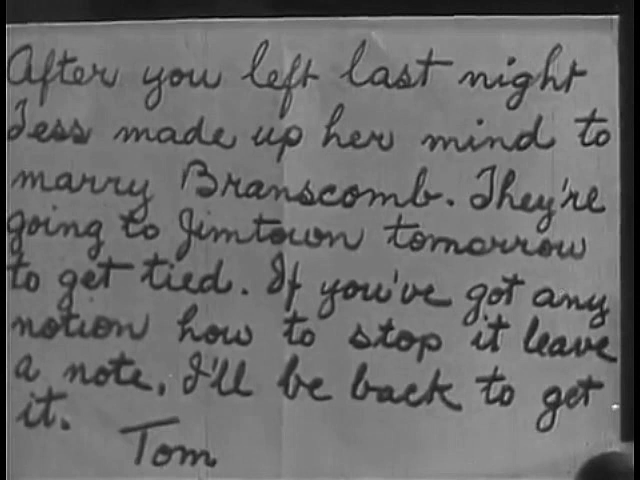 After you left last night
Tess made up her mind to
marry Branscomb. They're
going to Jimtown tomorrow
to get tied. If you've got any
notion how to stop it leave
a note, I'll be back to get
it.
Tom